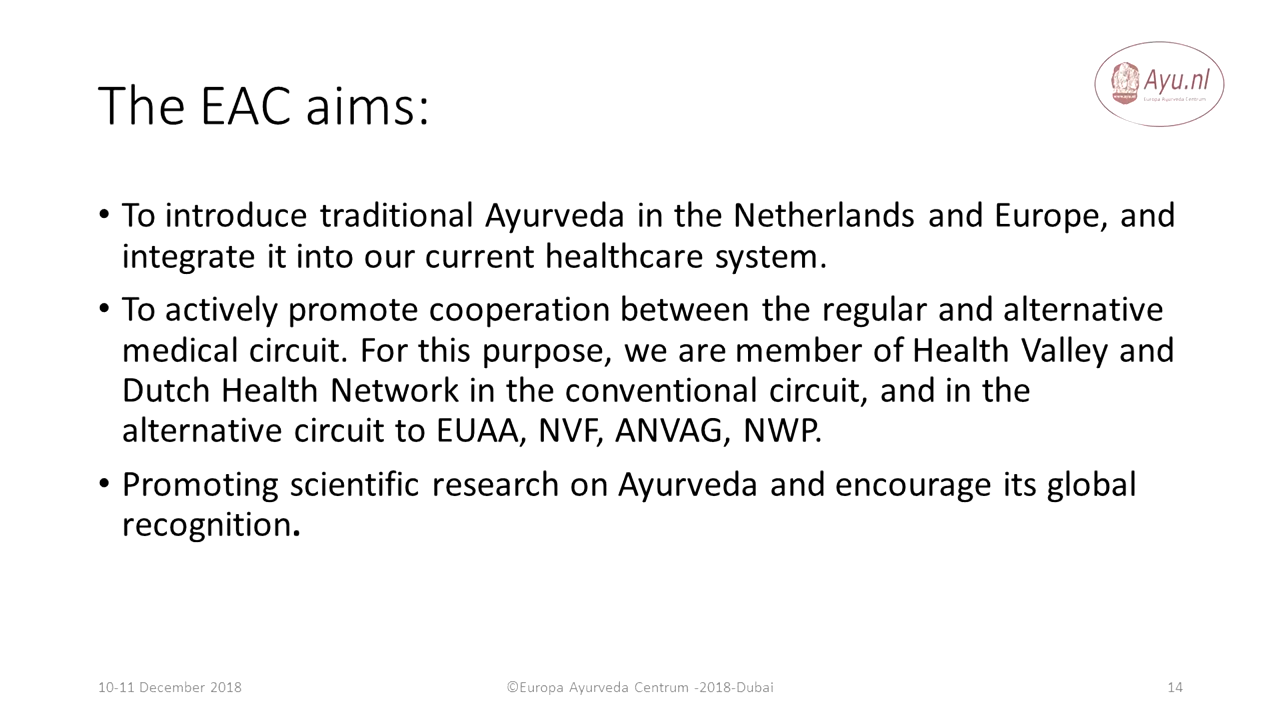 Ayu.nl
Europa Ayurveda Centrum
The EAC aims:
• To introduce traditional Ayurveda in the Netherlands and Europe, and
integrate it into our current healthcare system.
• To actively promote cooperation between the regular and alternative
medical circuit. For this purpose, we are member of Health Valley and
Dutch Health Network in the conventional circuit, and in the
alternative circuit to EUAA, NVF, ANVAG, NWP.
• Promoting scientific research on Ayurveda and encourage its global
recognition.
10-11 December 2018
©Europa Ayurveda Centrum -2018-Dubai
14